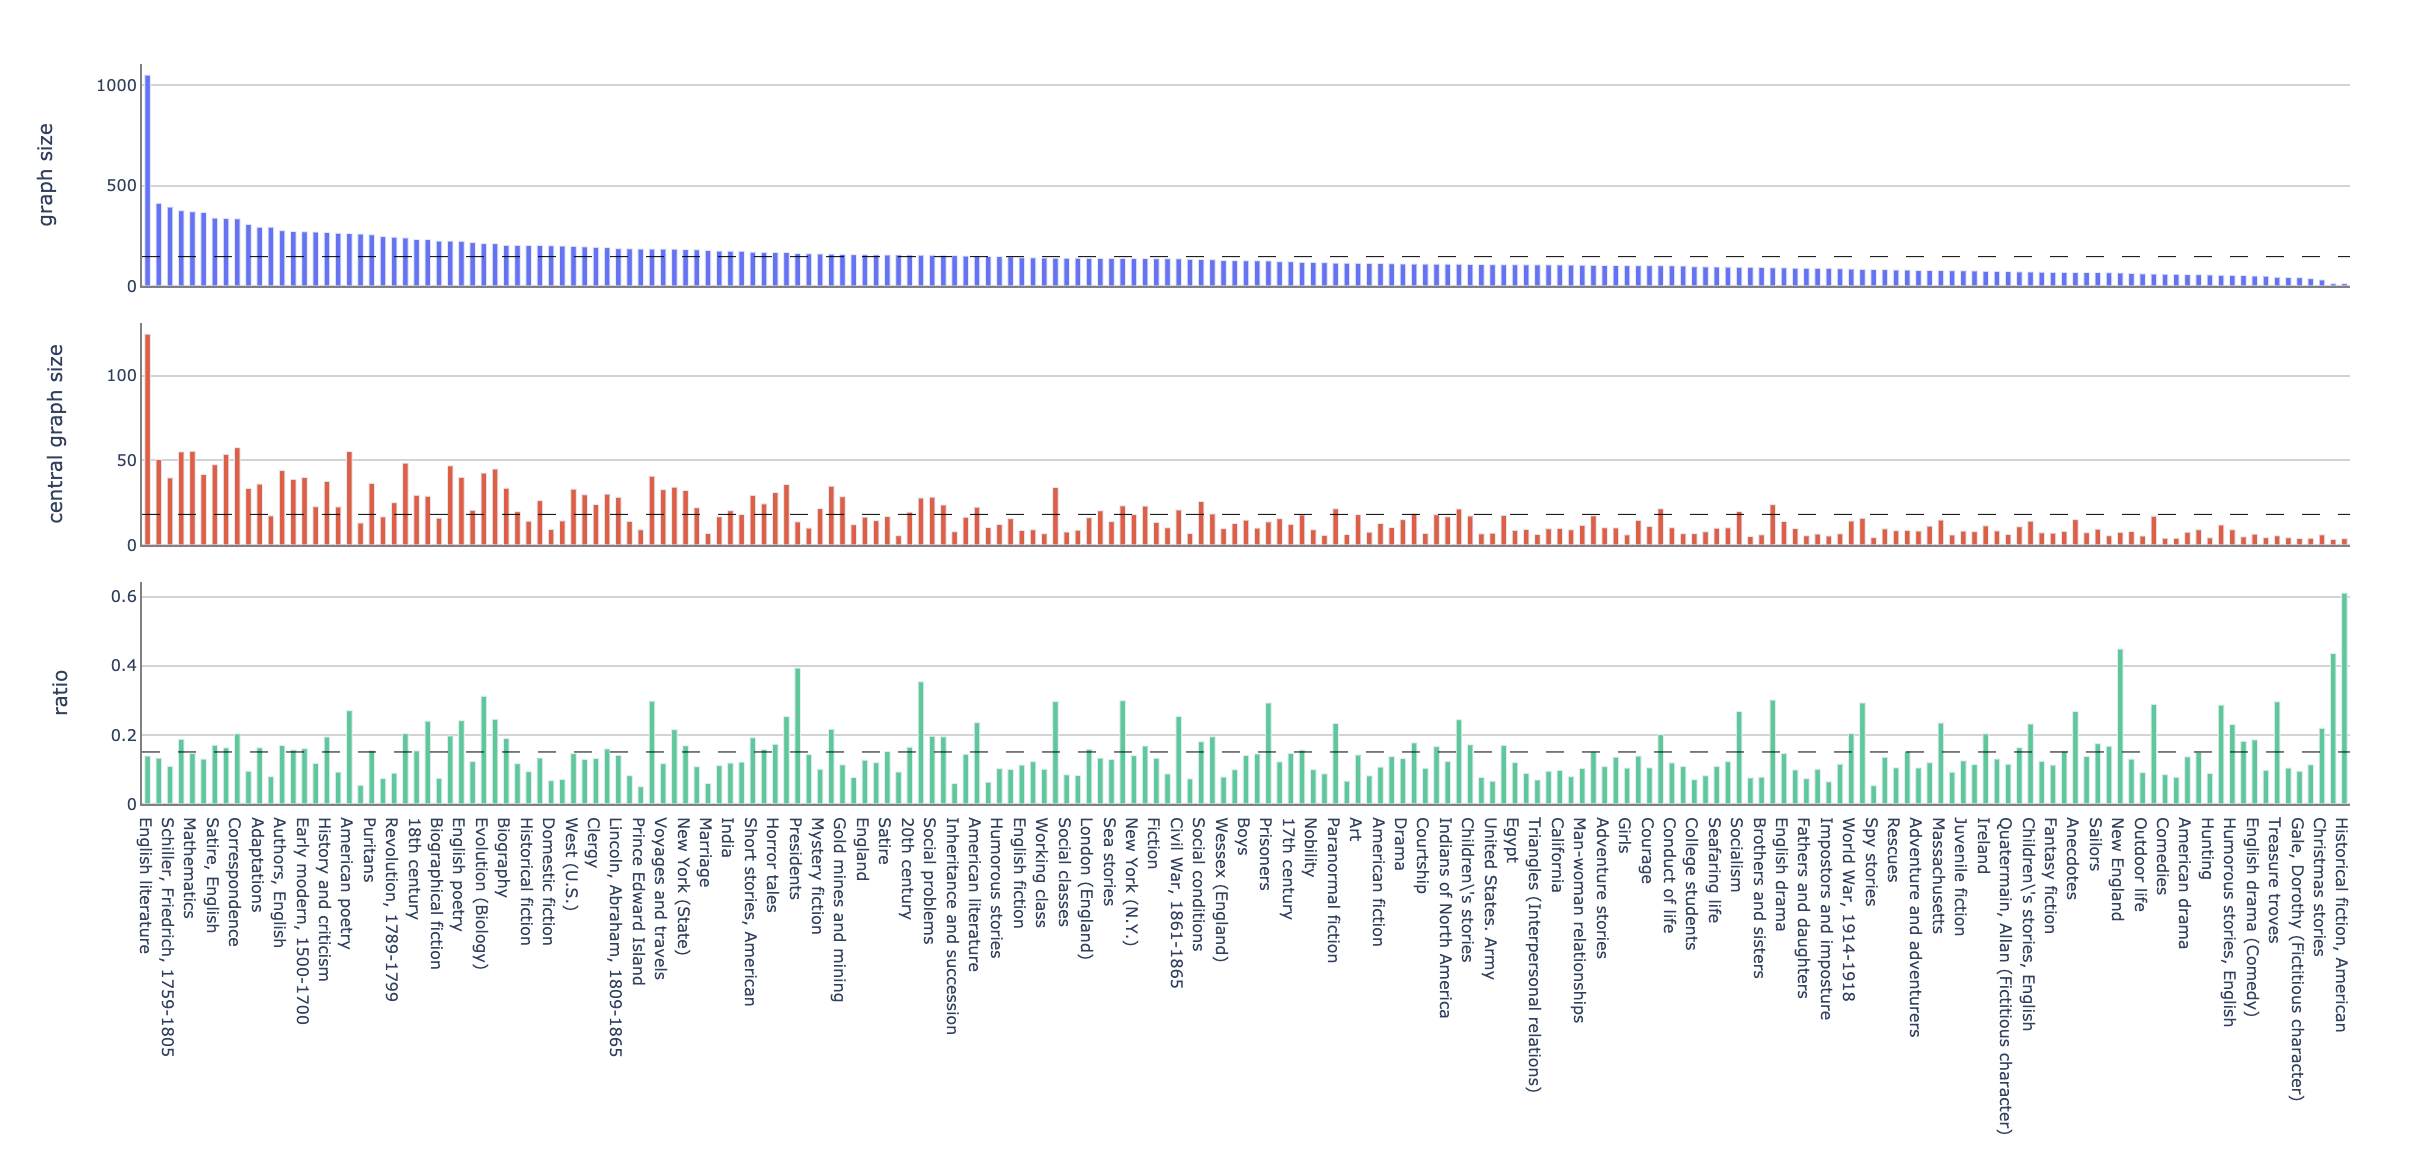 graph size
1000
500
0
central graph size
100
50
0
ratio
0.6
0.4
0.2
0
English literature
Schiller, Friedrich, 1759-1805
Mathematics
Satire, English
Correspondence
Adaptations
Authors, English
Early modern, 1500-1700
History and criticism
American poetry
Puritans
Revolution, 1789-1799
18th century
Biographical fiction
English poetry
Evolution (Biology)
Biography
Historical fiction
Domestic fiction
West (U.S.)
Clergy
Lincoln, Abraham, 1809-1865
Prince Edward Island
Voyages and travels
New York (State)
Marriage
India
Short stories, American
Horror tales
Presidents
Mystery fiction
Gold mines and mining
England
Satire
20th century
Social problems
Inheritance and succession
American literature
Humorous stories
English fiction
Working class
Social classes
London (England)
Sea stories
New York (N.Y.)
Fiction
Civil War, 1861-1865
Social conditions
Wessex (England)
Boys
Prisoners
17th century
Nobility
Paranormal fiction
Art
American fiction
Drama
Courtship
Indians of North America
Children\'s stories
United States. Army
Egypt
Triangles (Interpersonal relations)
California
Man-woman relationships
Adventure stories
Girls
Courage
Conduct of life
College students
Seafaring life
Socialism
Brothers and sisters
English drama
Fathers and daughters
Impostors and imposture
World War, 1914-1918
Spy stories
Rescues
Adventure and adventurers
Massachusetts
Juvenile fiction
Ireland
Quatermain, Allan (Fictitious character)
Children\'s stories, English
Fantasy fiction
Anecdotes
Sailors
New England
Outdoor life
Comedies
American drama
Hunting
Humorous stories, English
English drama (Comedy)
Treasure troves
Gale, Dorothy (Fictitious character)
Christmas stories
Historical fiction, American